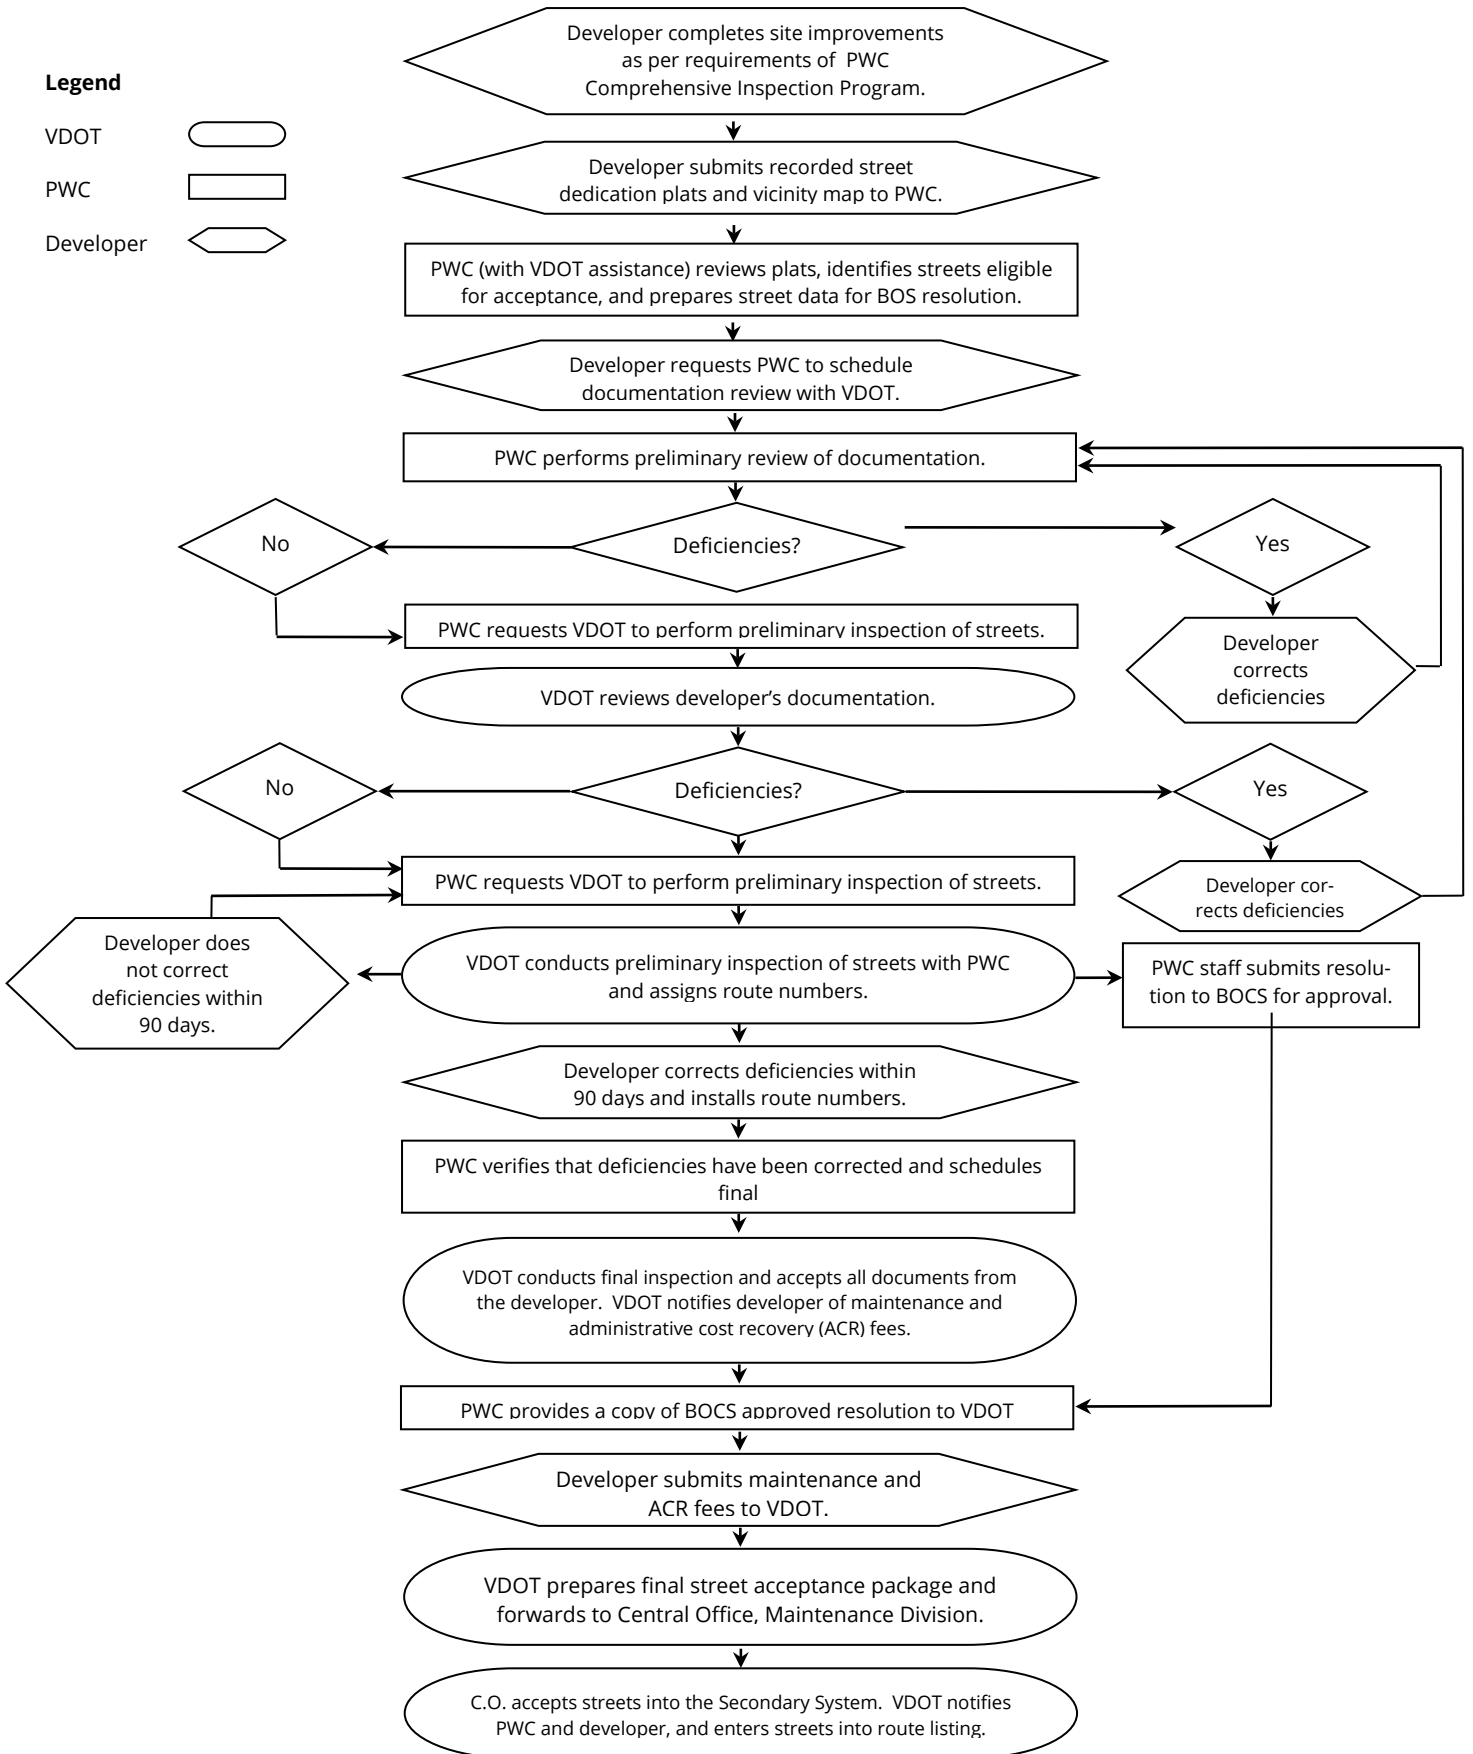 Developer completes site improvements
as per requirements of PWC
Comprehensive Inspection Program.
Legend
VDOT
PWC
Developer
Developer submits recorded street
dedication plats and vicinity map to PWC.
PWC (with VDOT assistance) reviews plats, identifies streets eligible
for acceptance, and prepares street data for BOS resolution.
Developer requests PWC to schedule
documentation review with VDOT.
PWC performs preliminary review of documentation.
No
Deficiencies?
Yes
PWC requests VDOT to perform preliminary inspection of streets.
Developer
corrects
deficiencies
VDOT reviews developer’s documentation.
No
Deficiencies?
Yes
PWC requests VDOT to perform preliminary inspection of streets.
Developer cor-
rects deficiencies
Developer does
not correct
deficiencies within
90 days.
VDOT conducts preliminary inspection of streets with PWC
and assigns route numbers.
PWC staff submits resolu-
tion to BOCS for approval.
Developer corrects deficiencies within
90 days and installs route numbers.
PWC verifies that deficiencies have been corrected and schedules
final
VDOT conducts final inspection and accepts all documents from
the developer. VDOT notifies developer of maintenance and
administrative cost recovery (ACR) fees.
PWC provides a copy of BOCS approved resolution to VDOT
Developer submits maintenance and
ACR fees to VDOT.
VDOT prepares final street acceptance package and
forwards to Central Office, Maintenance Division.
C.O. accepts streets into the Secondary System. VDOT notifies
PWC and developer, and enters streets into route listing.